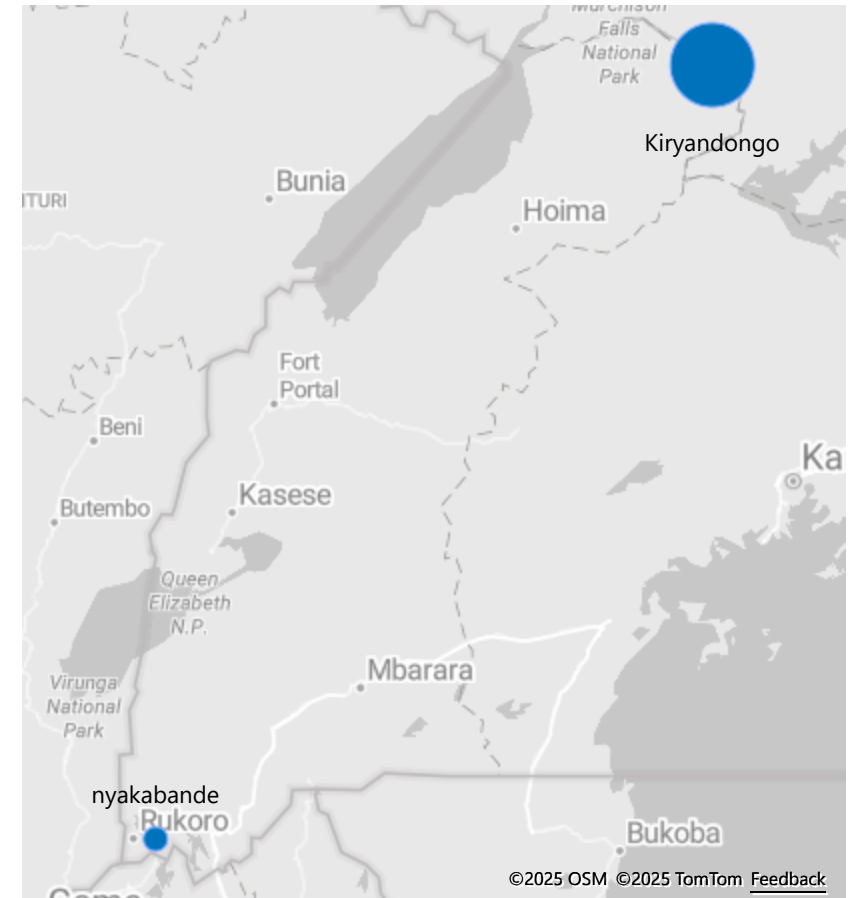 Murchison
Falls
National
Park
Kiryandongo
Bunia
ITURI
Hoima
Fort
Portal
Beni
Ka
Kasese
Butembo
Queen
Elizabeth
N.P.
Mbarara
Virunga
National
Park
nyakabande
Rukoro
Bukoba
©2025 OSM ©2025 TomTom Feedback
Goma